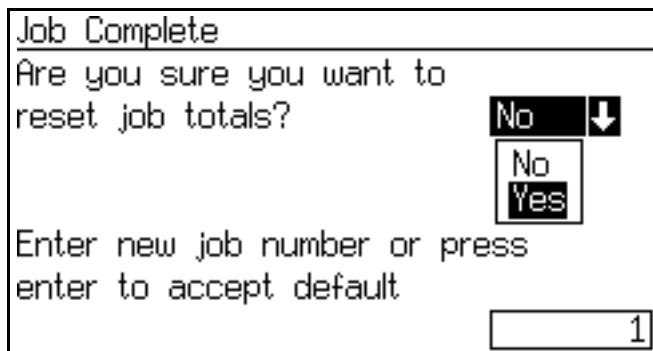 Job Complete
Are you sure you want to
reset job totals? No
No
Yes
Enter new job number or press
enter to accept default
1